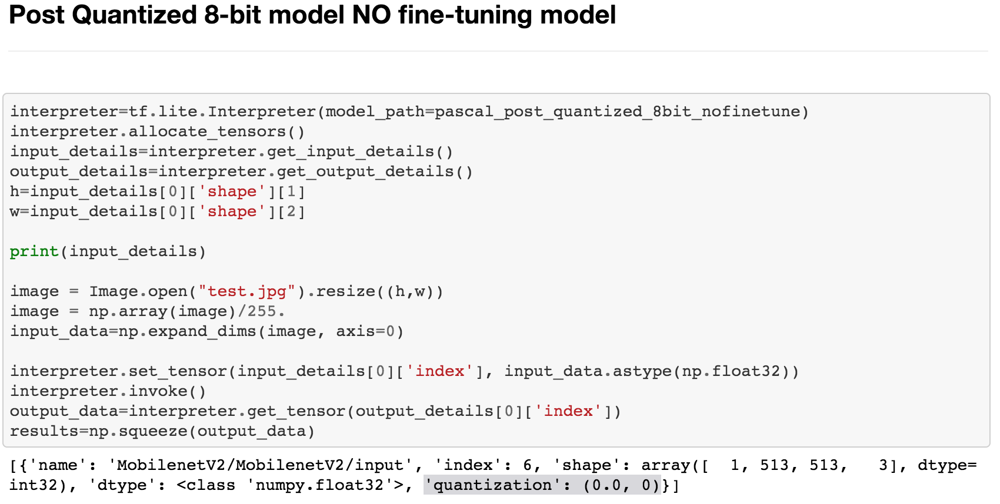 Post Quantized 8-bit model NO fine-tuning model
interpreter=tf.lite.Interpreter(model_path=pascal_post_quantized_8bit_nofinetune)
interpreter.allocate_tensors()
input_details=interpreter.get_input_details()
output_details=interpreter.get_output_details()
h=input_details[0]['shape'][1]
w=input_details[0]['shape'][2]
print(input_details)
image = Image.open("test.jpg").resize((h,w))
image = np.array(image)/255.
input_data=np.expand_dims(image, axis=0)
interpreter.set_tensor(input_details[0]['index'], input_data.astype(np.float32))
interpreter.invoke()
output_data=interpreter.get_tensor(output_details[0]['index'])
results=np.squeeze(output_data)
[{'name': 'MobilenetV2/MobilenetV2/input', 'index': 6, 'shape': array([  1, 513, 513,   3], dtype=
int32), 'dtype': <class 'numpy.float32'>, 'quantization': (0.0, 0)}]